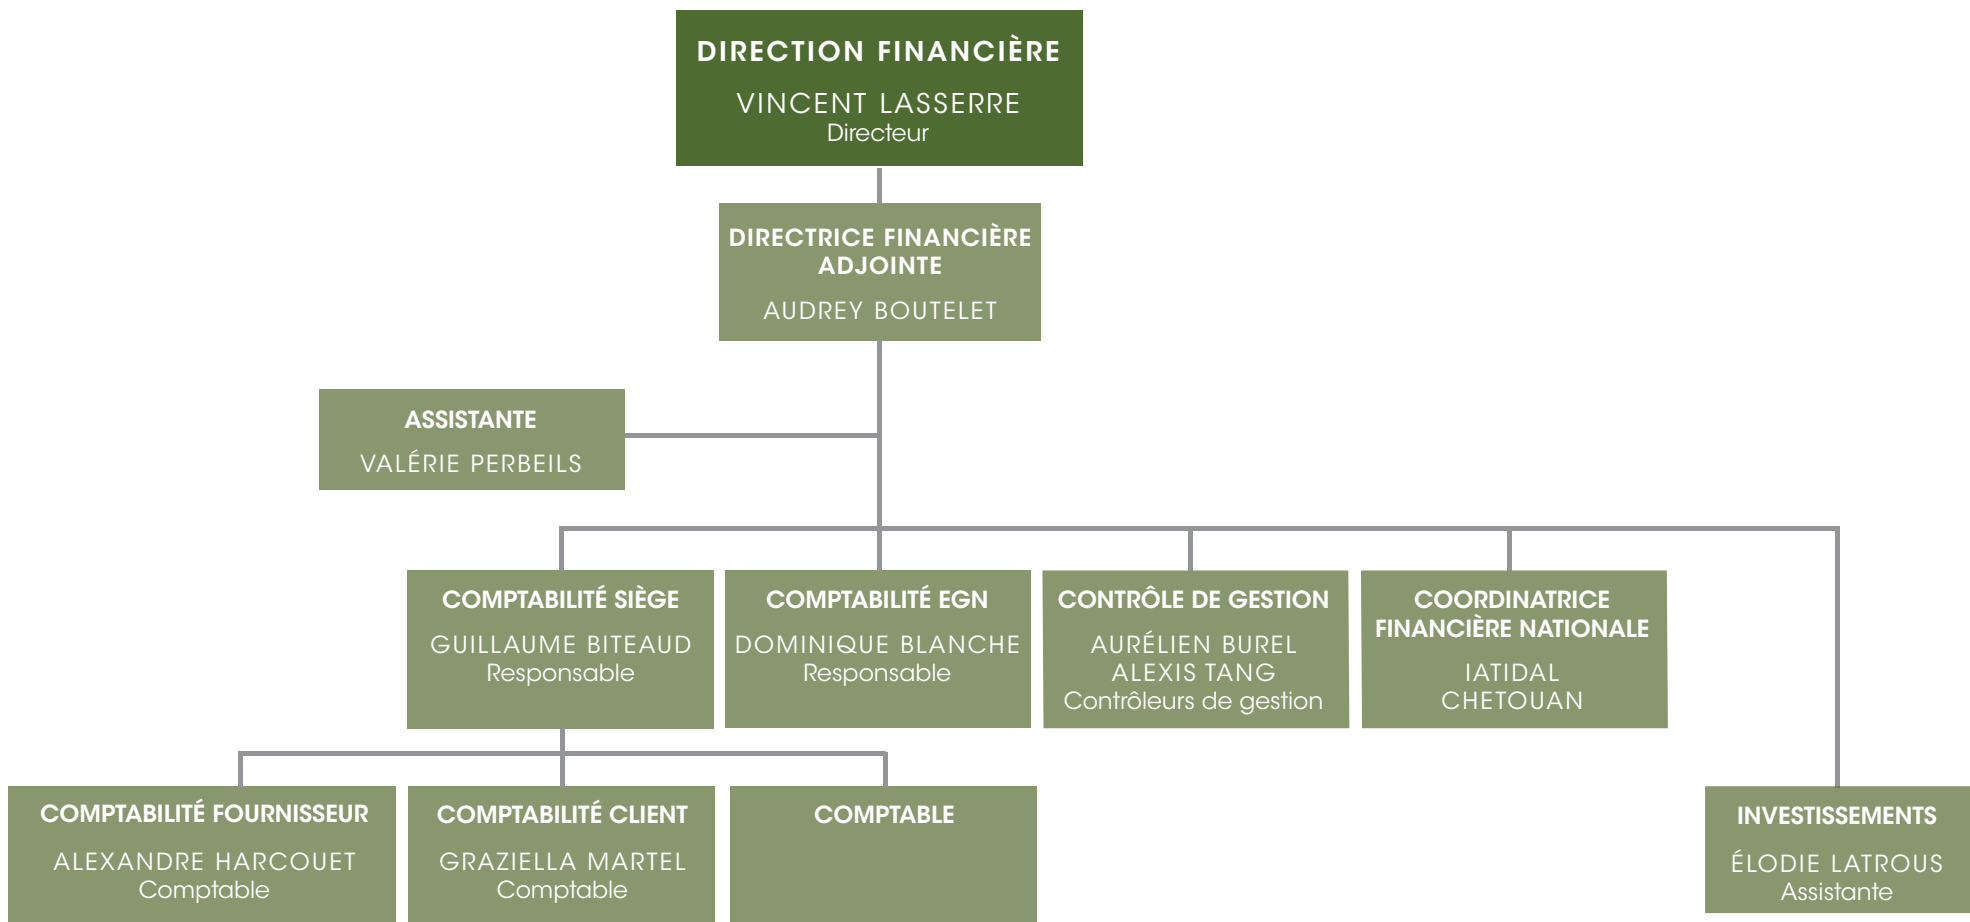 DIRECTION FINANCIÈRE
VINCENT LASSERRE
Directeur
DIRECTRICE FINANCIÈRE
ADJOINTE
AUDREY BOUTELET
ASSISTANTE
VALÉRIE PERBEILS
COMPTABILITÉ SIÈGE
GUILLAUME BITEAUD
Responsable
COMPTABILITÉ EGN
DOMINIQUE BLANCHE
Responsable
CONTRÔLE DE GESTION
AURÉLIEN BUREL
ALEXIS TANG
Contrôleurs de gestion
COORDINATRICE
FINANCIÈRE NATIONALE
IATIDAL
CHETOUAN
COMPTABILITÉ FOURNISSEUR
ALEXANDRE HARCOUET
Comptable
COMPTABILITÉ CLIENT
GRAZIELLA MARTEL
Comptable
COMPTABLE
INVESTISSEMENTS
ÉLODIE LATROUS
Assistante